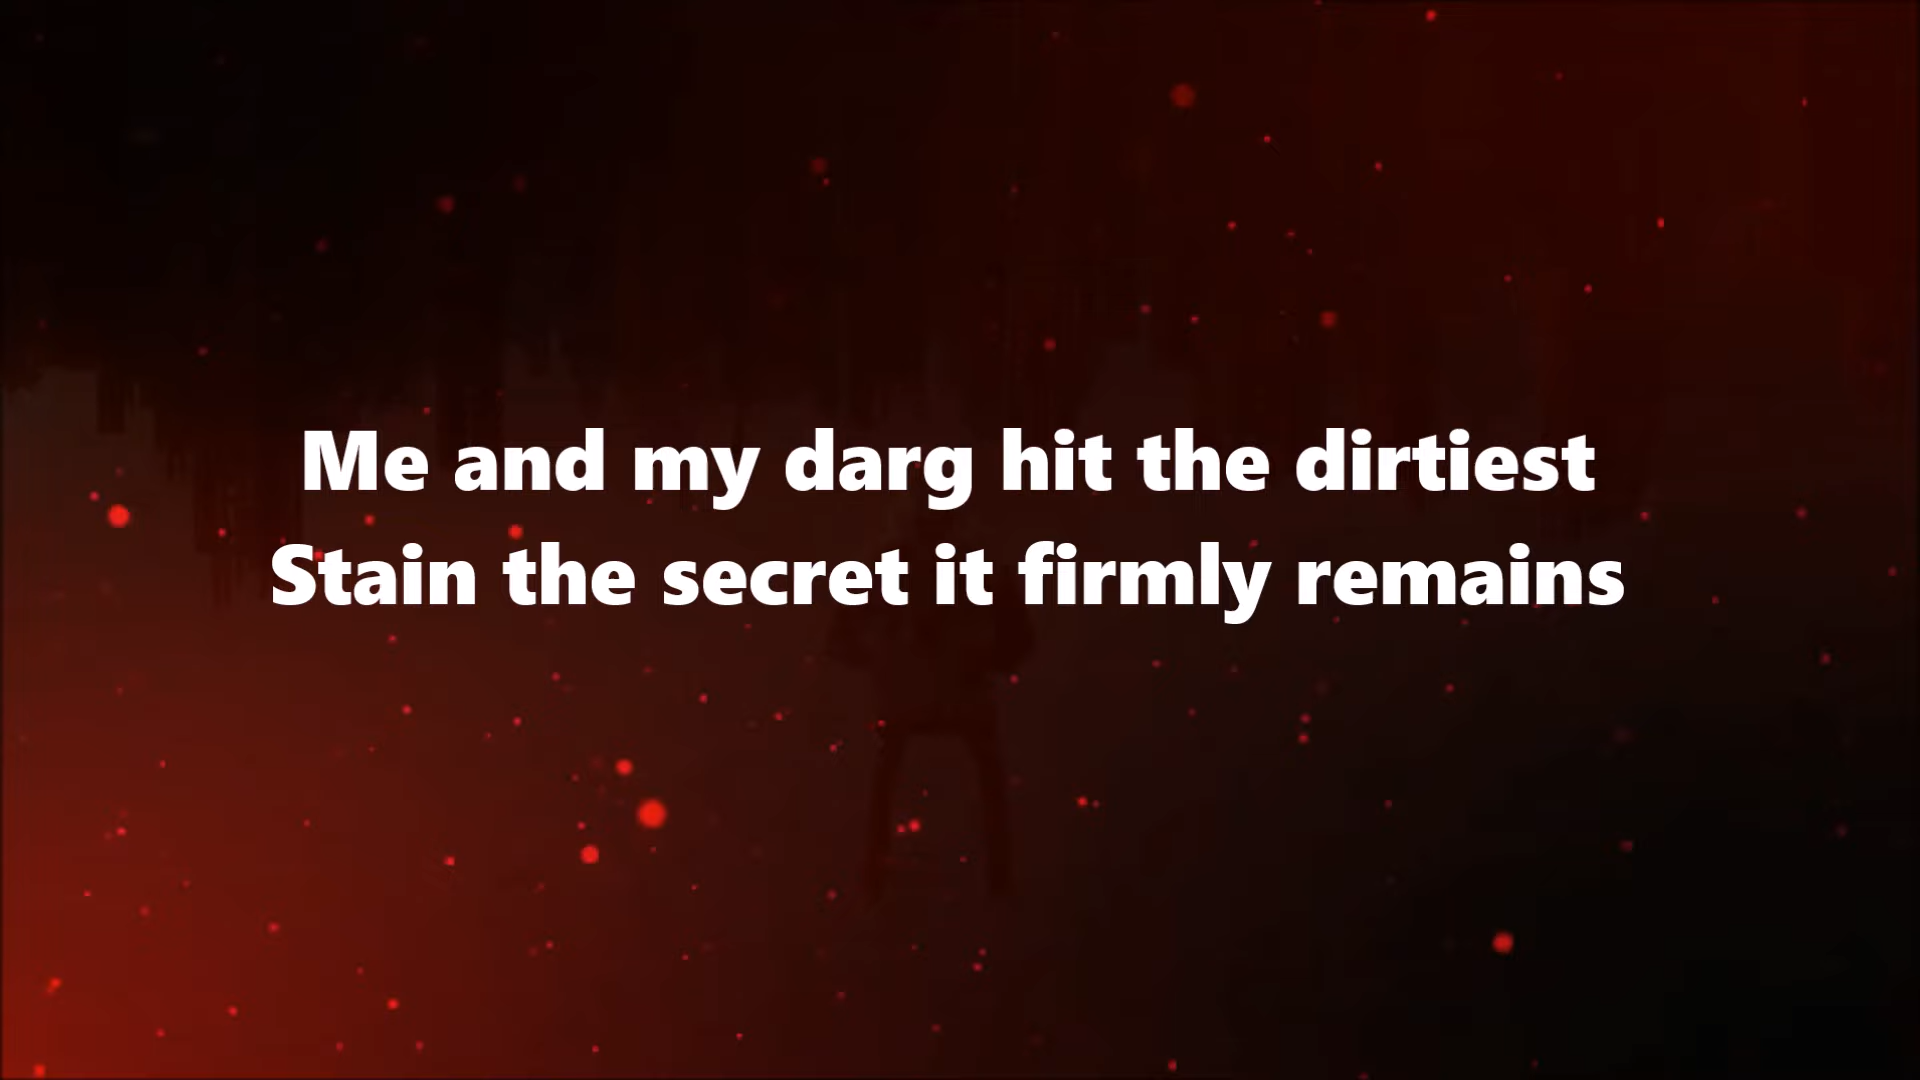 Me and my darg hit the dirtiest
Stain the secret it firmly remains